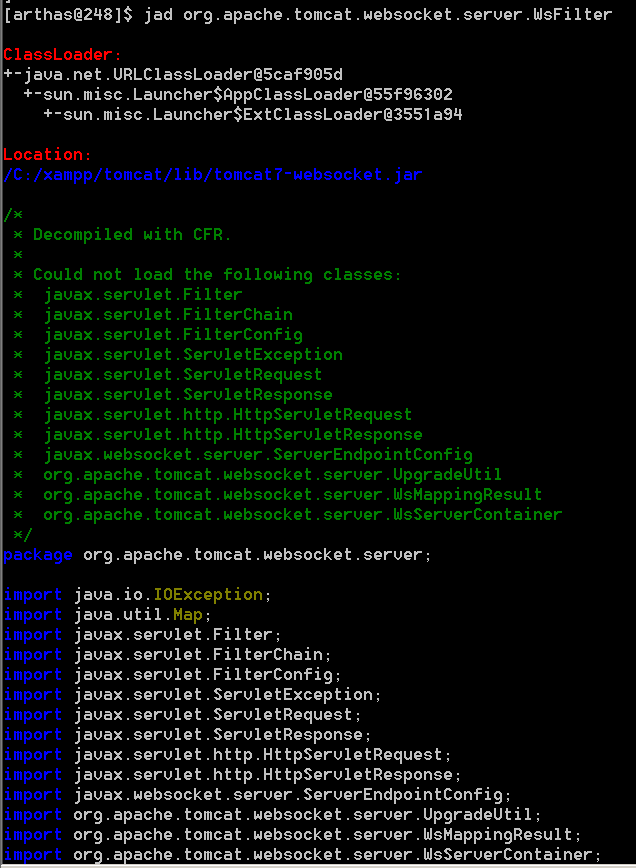 [arthas@248]$ jad org.apache.tomcat.websocket.server.WsFilter
ClassLoader:
+-java.net.URLClassLoader@5caf905d
  +-sun.misc.Launcher$AppClassLoader@55f96302
    +-sun.misc.Launcher$ExtClassLoader@3551a94
Location:
/C:/xampp/tomcat/lib/tomcat7-websocket.jar
/*
 * Decompiled with CFR.
 *
 * Could not load the following classes:
 *  javax.servlet.Filter
 *  javax.servlet.FilterChain
 *  javax.servlet.FilterConfig
 *  javax.servlet.ServletException
 *  javax.servlet.ServletRequest
 *  javax.servlet.ServletResponse
 *  javax.servlet.http.HttpServletRequest
 *  javax.servlet.http.HttpServletResponse
 *  javax.websocket.server.ServerEndpointConfig
 *  org.apache.tomcat.websocket.server.UpgradeUtil
 *  org.apache.tomcat.websocket.server.WsMappingResult
 *  org.apache.tomcat.websocket.server.WsServerContainer
 */
package org.apache.tomcat.websocket.server;
import java.io.IOException;
import java.util.Map;
import javax.servlet.Filter;
import javax.servlet.FilterChain;
import javax.servlet.FilterConfig;
import javax.servlet.ServletException;
import javax.servlet.ServletRequest;
import javax.servlet.ServletResponse;
import javax.servlet.http.HttpServletRequest;
import javax.servlet.http.HttpServletResponse;
import javax.websocket.server.ServerEndpointConfig;
import org.apache.tomcat.websocket.server.UpgradeUtil;
import org.apache.tomcat.websocket.server.WsMappingResult;
import org.apache.tomcat.websocket.server.WsServerContainer;